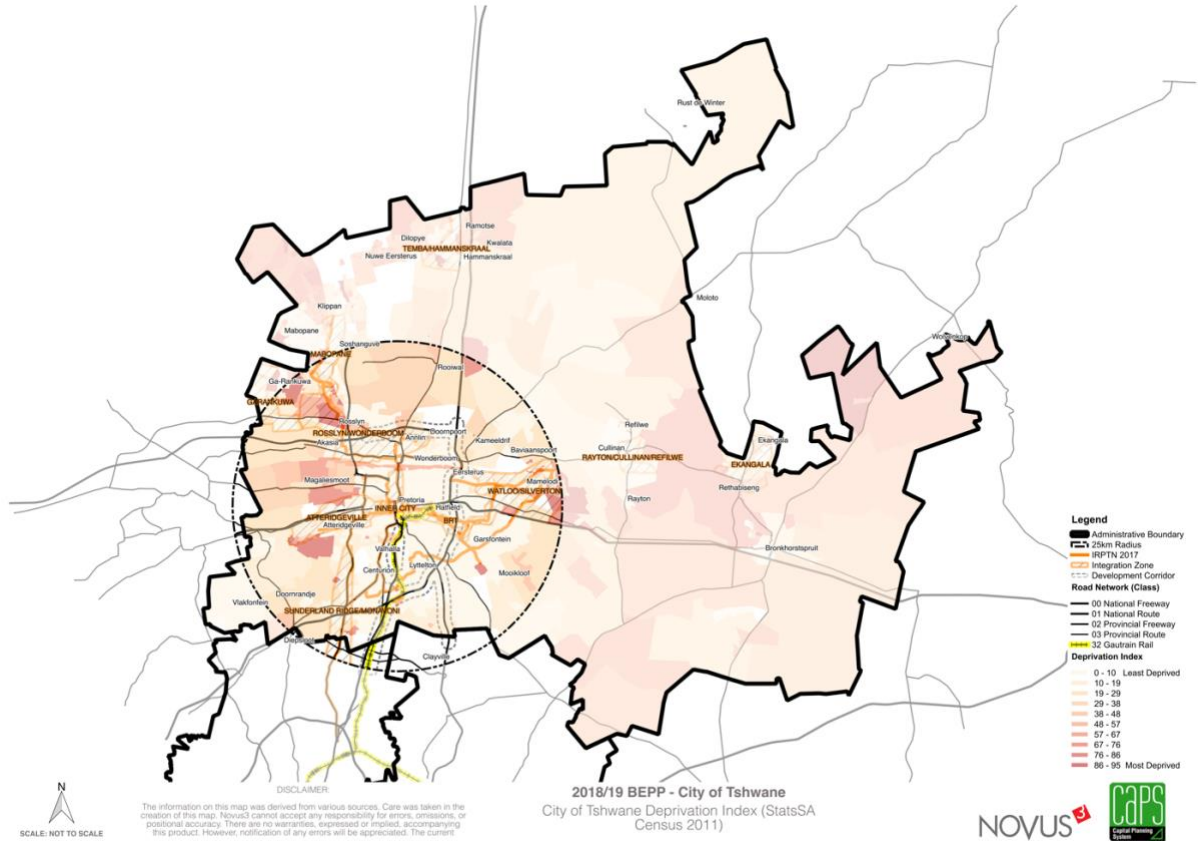 Rust de Winter
Ramotse
Dilopye
Kwalata
TEMBA/HAMMANSKRAAL
Nuwe Eersterus
Hammanskraal
Moloto
Klippan
Mabopane
Soshanguve
MABOPANE
Rooiwal
Ga-Rankuwa
GARANKUWA
Rosslyn
ROSSLYN/WONDERBOOM
Doornpoort
Annlin
Akasia
Kameeldrif
Baviaanspoort
Wonderboom
Refilwe
Cullinan
RAYTON/CULLINAN/REFILWE
Ekangala
EKANGALA
Eersterus
Magaliesmoot
Mamelodi
WATLOO/SILVERTON
Rethabiseng
Rayton
Pretoria
INNER CITY
Hatfield
ATTERIDGEVILLE
Atteridgeville
BRT
Garsfontein
Valhalla
Bronkhorstspruit
Centurion
Lyttelton
Mooikloof
Doornrandje
Vlakfontein
SUNDERLAND RIDGE/MONAVONI
Diepsloot
Clayville
Legend
Administrative Boundary
25km Radius
IRPTN 2017
Integration Zone
Development Corridor
Road Network (Class)
00 National Freeway
01 National Route
02 Provincial Freeway
03 Provincial Route
32 Gautrain Rail
Deprivation Index
0 - 10 Least Deprived
10 - 19
19 - 29
29 - 38
38 - 48
48 - 57
57 - 67
67 - 76
76 - 86
86 - 95 Most Deprived
N
SCALE: NOT TO SCALE
DISCLAIMER:
The information on this map was derived from various sources. Care was taken in the
creation of this map. Novus3 cannot accept any responsibility for errors, omissions, or
positional accuracy. There are no warranties, expressed or implied, accompanying
this product. However, notification of any errors will be appreciated. The current
2018/19 BEPP - City of Tshwane
City of Tshwane Deprivation Index (StatsSA
Census 2011)
NOVUS3
CAPS
Capital Planning
System